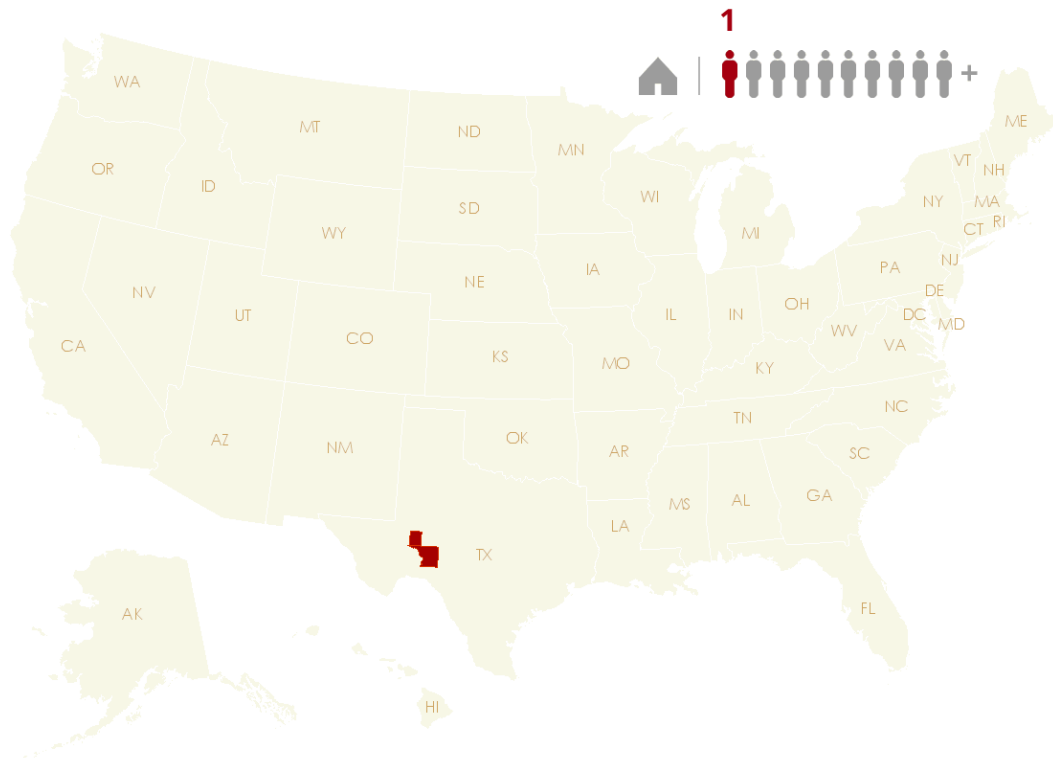 1
+
WA
MT
ND
MN
ME
OR
ID
SD
WI
VT
NH
WY
MI
NY
MA
CT
RI
NV
UT
NE
IA
PA
NJ
CA
CO
KS
IL
IN
OH
DE
DC
MD
WV
VA
MO
KY
AZ
NM
OK
AR
TN
NC
SC
TX
LA
MS
AL
GA
AK
FL
HI